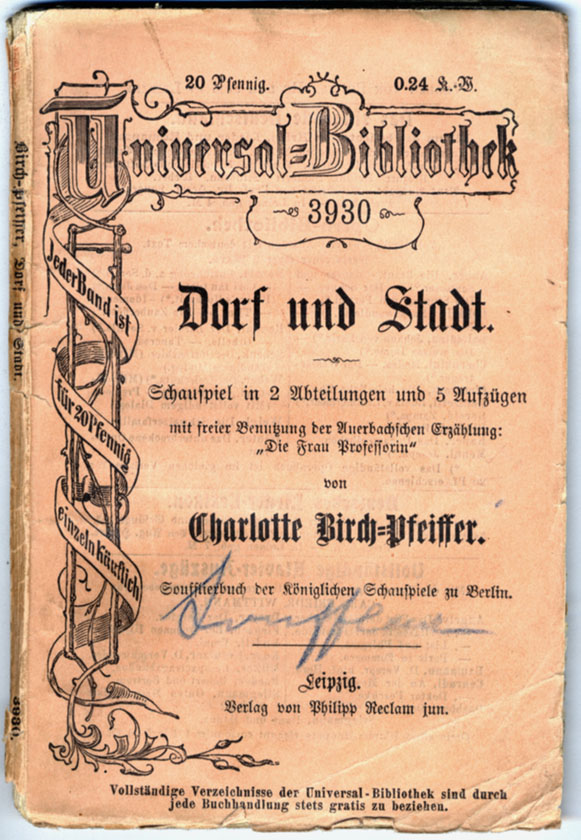 20 Pfennig. 0.24 K.-W.
Universal=Bibliothek
3930
Jeder Band ist
für 20 Pfennig
einzeln käuflich
Dorf und Stadt.
Schauspiel in 2 Abteilungen und 5 Aufzügen
mit freier Benutzung der Auerbachschen Erzählung:
„Die Frau Professorin“
von
Charlotte Birch=Pfeiffer.
Soufflierbuch der Königlichen Schauspiele zu Berlin.
Leipzig.
Verlag von Philipp Reclam jun.
Vollständige Verzeichnisse der Universal-Bibliothek sind durch
jede Buchhandlung stets gratis zu beziehen.
Birch-Pfeiffer, Dorf und Stadt.
3930.